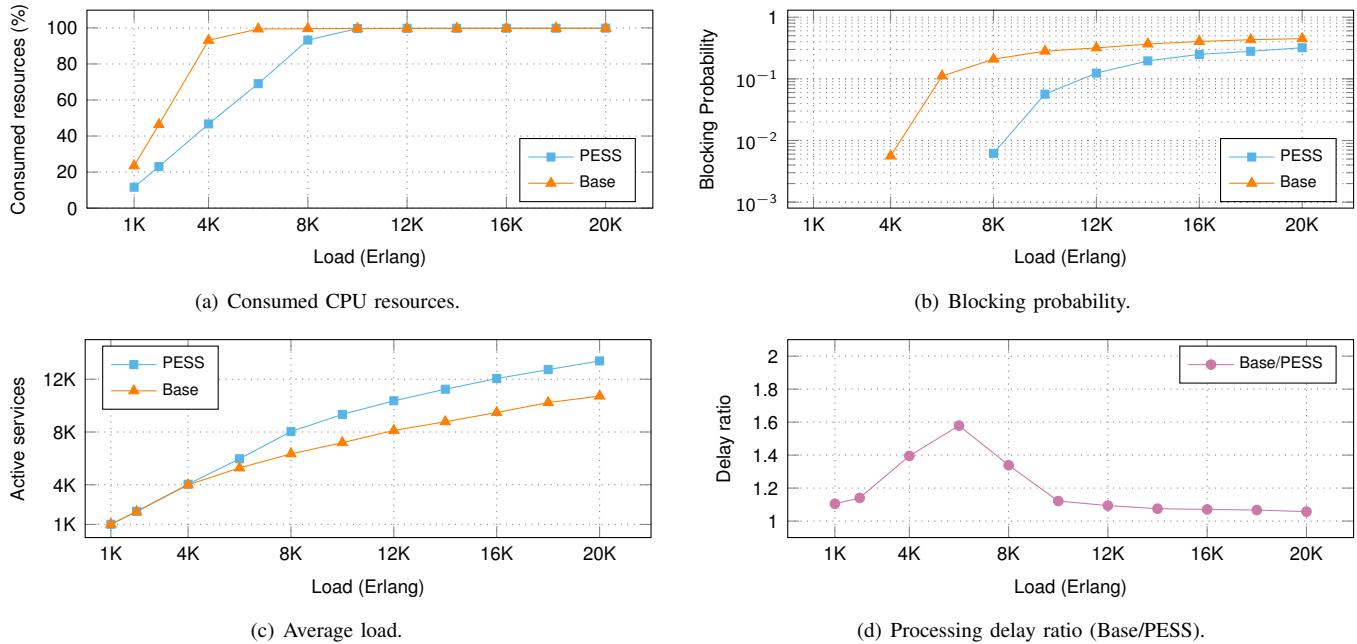 Consumed resources (%)
100
80
60
40
20
0
PESS
Base
1K 4K 8K 12K 16K 20K
Load (Erlang)
(a) Consumed CPU resources.
Blocking Probability
1
10⁻¹
10⁻²
10⁻³
PESS
Base
1K 4K 8K 12K 16K 20K
Load (Erlang)
(b) Blocking probability.
Active services
PESS
Base
12K
8K
4K
1K
1K 4K 8K 12K 16K 20K
Load (Erlang)
(c) Average load.
Delay ratio
Base/PESS
2
1.8
1.6
1.4
1.2
1
1K 4K 8K 12K 16K 20K
Load (Erlang)
(d) Processing delay ratio (Base/PESS).